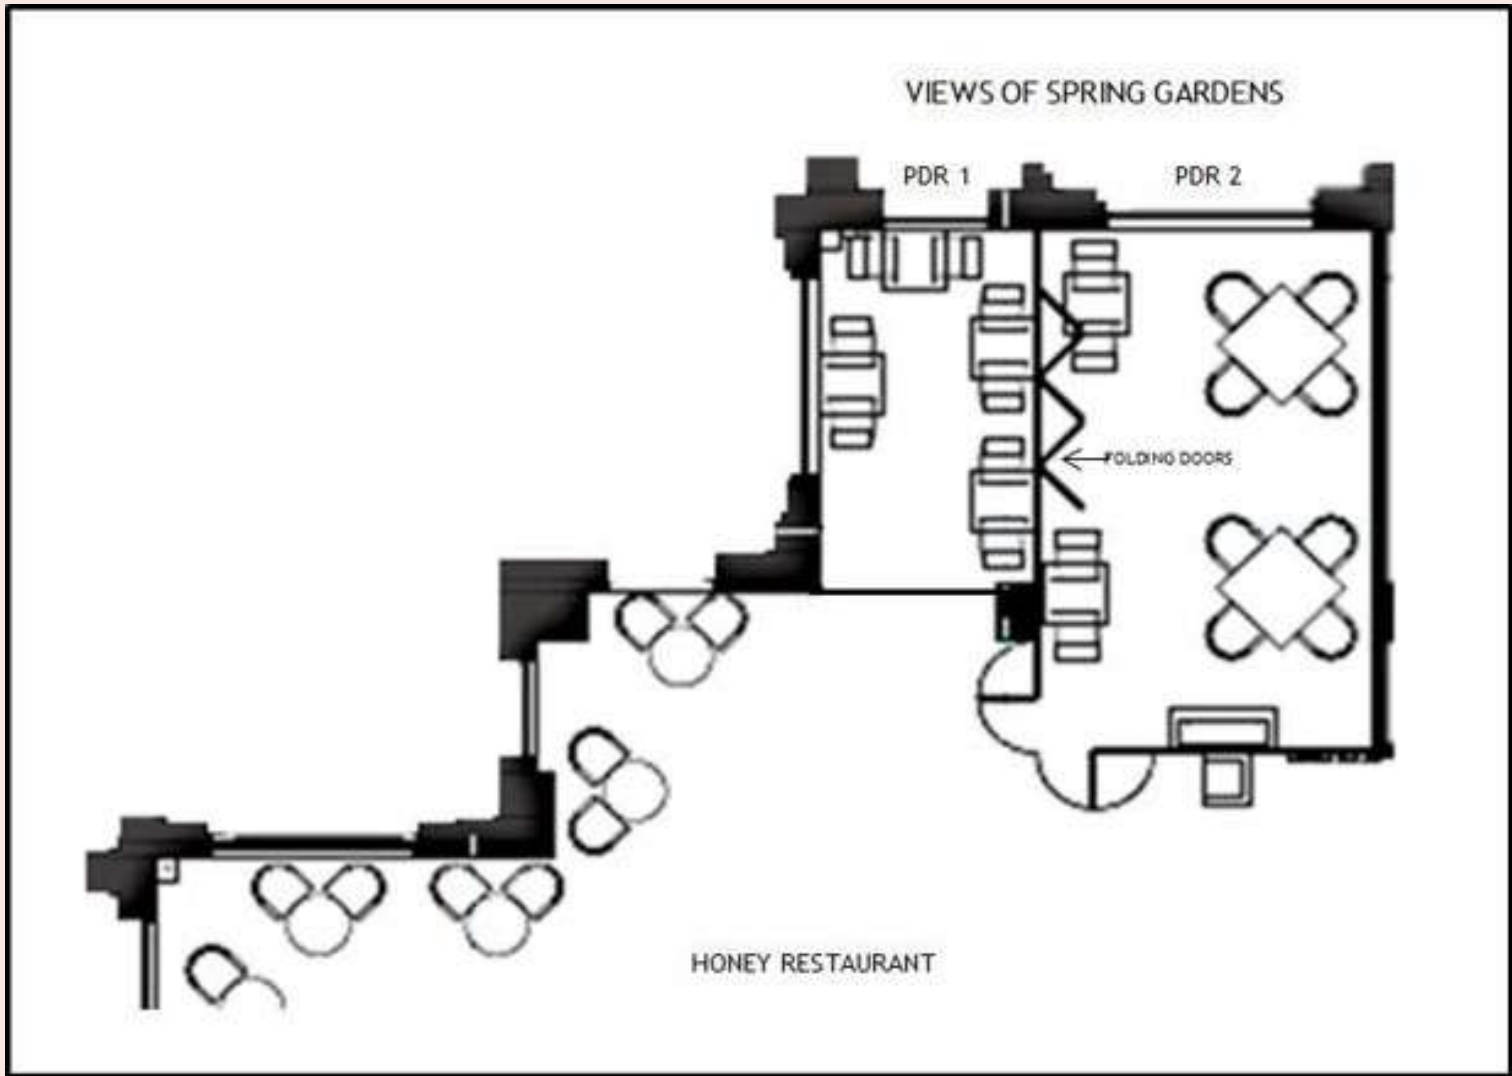 VIEWS OF SPRING GARDENS
PDR 1
PDR 2
FOLDING DOORS
HONEY RESTAURANT